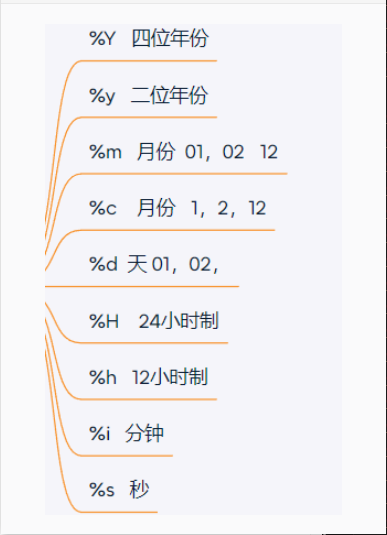 %Y 四位年份
%y 二位年份
%m 月份 01，02 12
%c 月份 1，2，12
%d 天 01，02，
%H 24小时制
%h 12小时制
%i 分钟
%s 秒